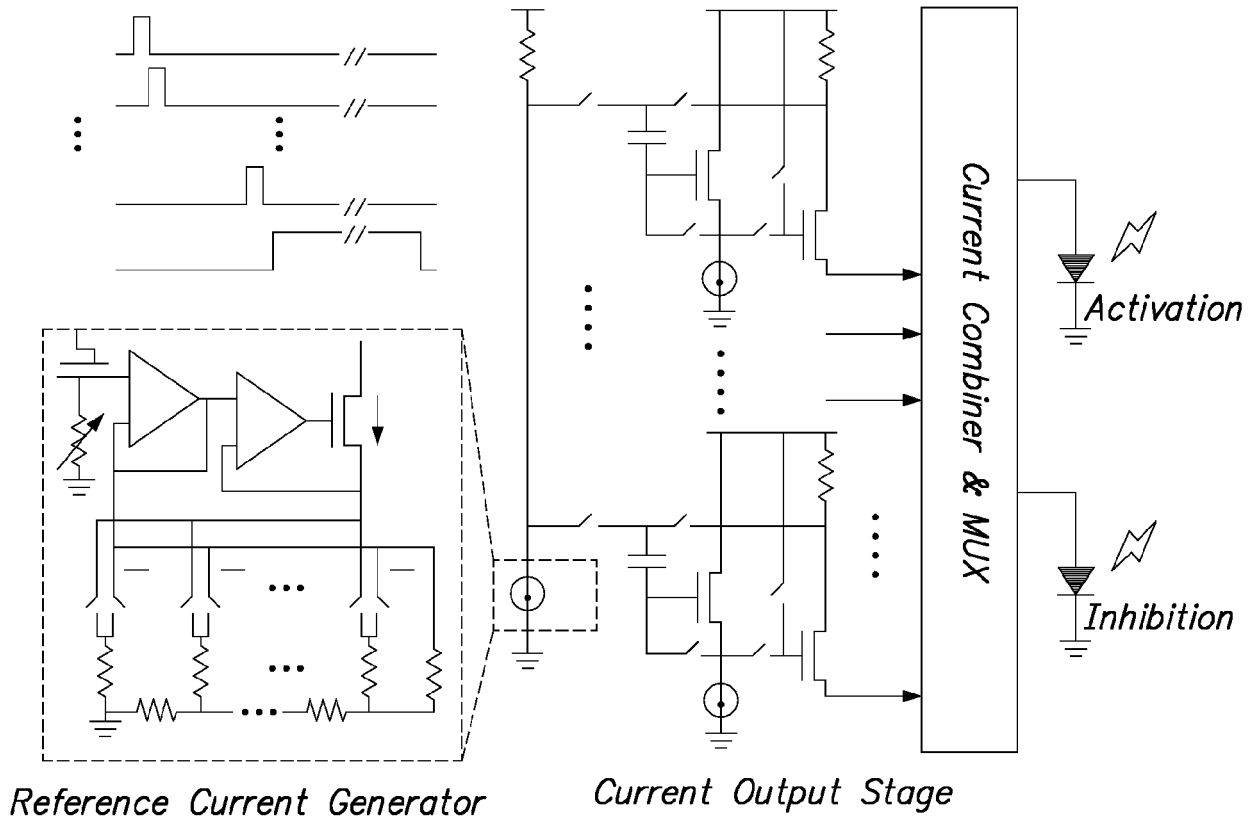 Current Combiner & MUX
Activation
Inhibition
Reference Current Generator
Current Output Stage